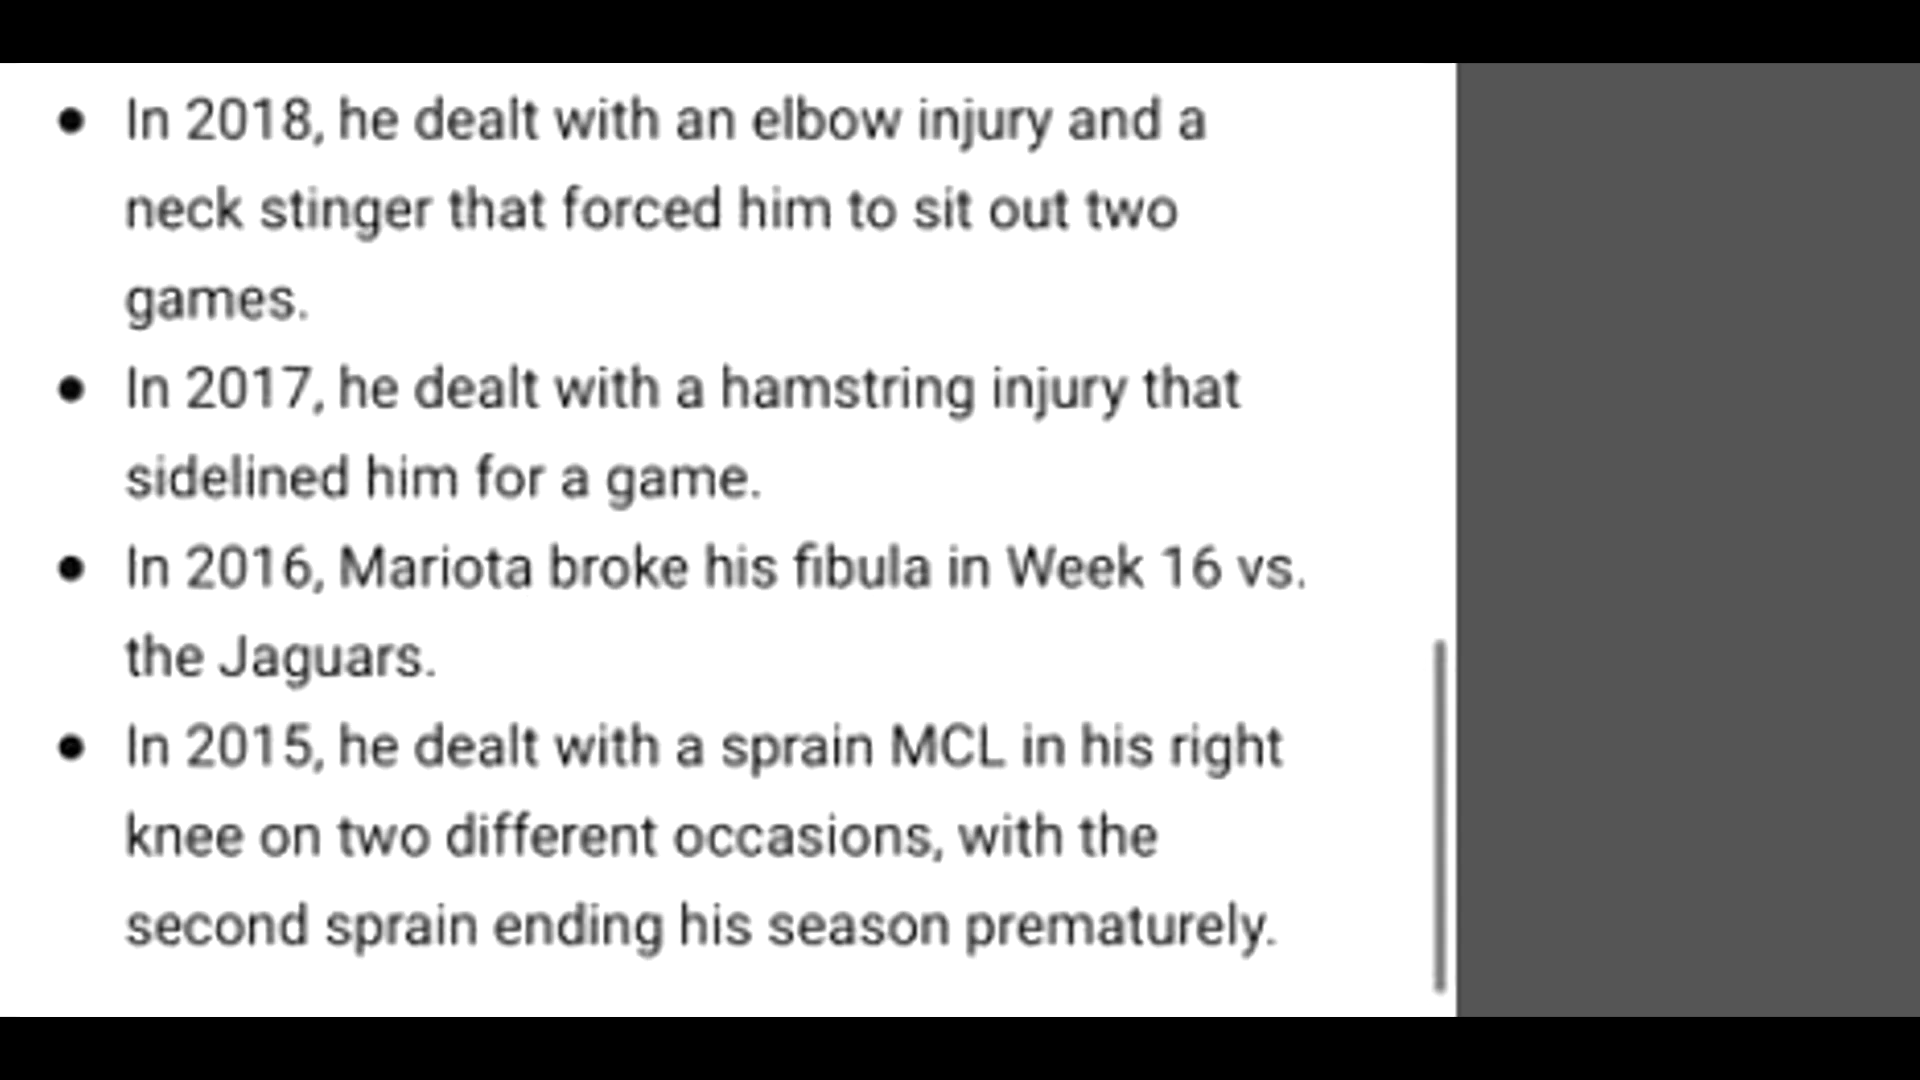 • In 2018, he dealt with an elbow injury and a
neck stinger that forced him to sit out two
games.
• In 2017, he dealt with a hamstring injury that
sidelined him for a game.
• In 2016, Mariota broke his fibula in Week 16 vs.
the Jaguars.
• In 2015, he dealt with a sprain MCL in his right
knee on two different occasions, with the
second sprain ending his season prematurely.